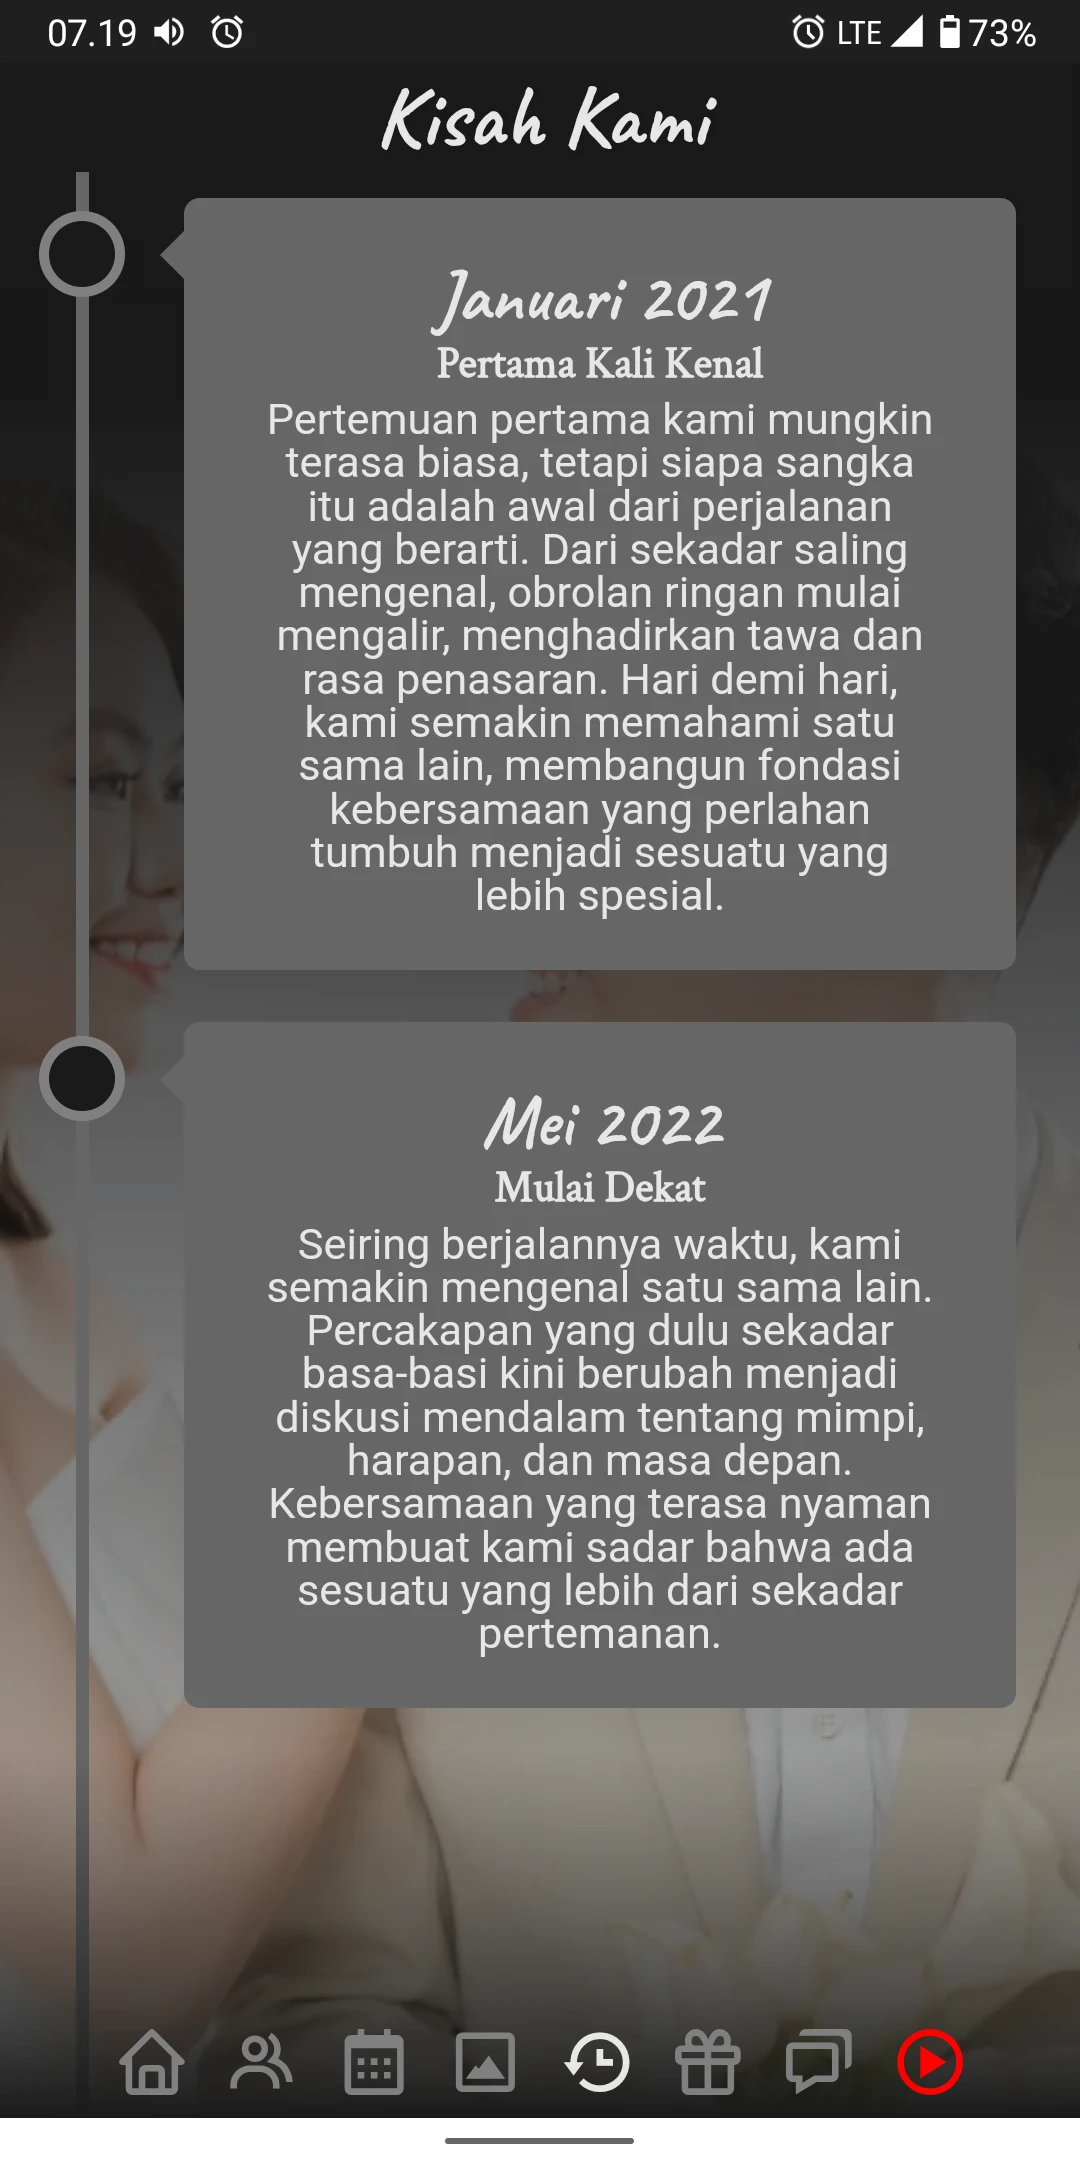 07.19
LTE
73%
Kisah Kami
Januari 2021
Pertama Kali Kenal
Pertemuan pertama kami mungkin
terasa biasa, tetapi siapa sangka
itu adalah awal dari perjalanan
yang berarti. Dari sekadar saling
mengenal, obrolan ringan mulai
mengalir, menghadirkan tawa dan
rasa penasaran. Hari demi hari,
kami semakin memahami satu
sama lain, membangun fondasi
kebersamaan yang perlahan
tumbuh menjadi sesuatu yang
lebih spesial.
Mei 2022
Mulai Dekat
Seiring berjalannya waktu, kami
semakin mengenal satu sama lain.
Percakapan yang dulu sekadar
basa-basi kini berubah menjadi
diskusi mendalam tentang mimpi,
harapan, dan masa depan.
Kebersamaan yang terasa nyaman
membuat kami sadar bahwa ada
sesuatu yang lebih dari sekadar
pertemanan.